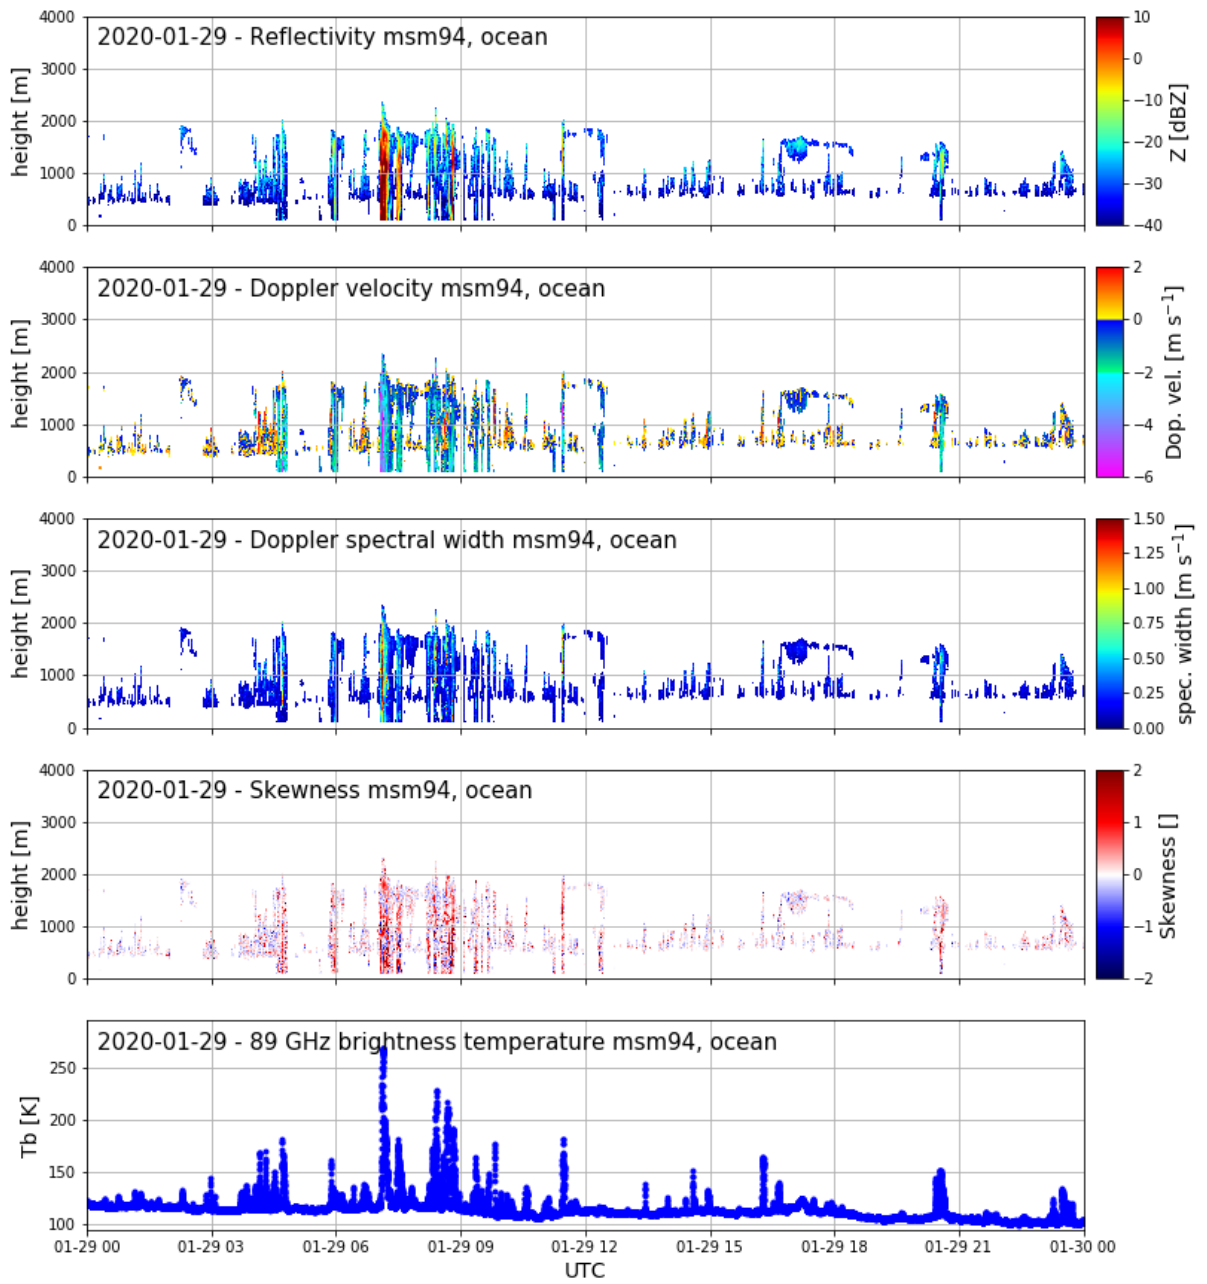 2020-01-29 - Reflectivity msm94, ocean
height [m]
4000
3000
2000
1000
0
10
0
−10
−20
−30
−40
Z [dBZ]
2020-01-29 - Doppler velocity msm94, ocean
height [m]
4000
3000
2000
1000
0
2
0
−2
−4
−6
Dop. vel. [m s⁻¹]
2020-01-29 - Doppler spectral width msm94, ocean
height [m]
4000
3000
2000
1000
0
1.50
1.25
1.00
0.75
0.50
0.25
0.00
spec. width [m s⁻¹]
2020-01-29 - Skewness msm94, ocean
height [m]
4000
3000
2000
1000
0
2
1
0
−1
−2
Skewness []
2020-01-29 - 89 GHz brightness temperature msm94, ocean
Tb [K]
250
200
150
100
01-29 00 01-29 03 01-29 06 01-29 09 01-29 12 01-29 15 01-29 18 01-29 21 01-30 00
UTC